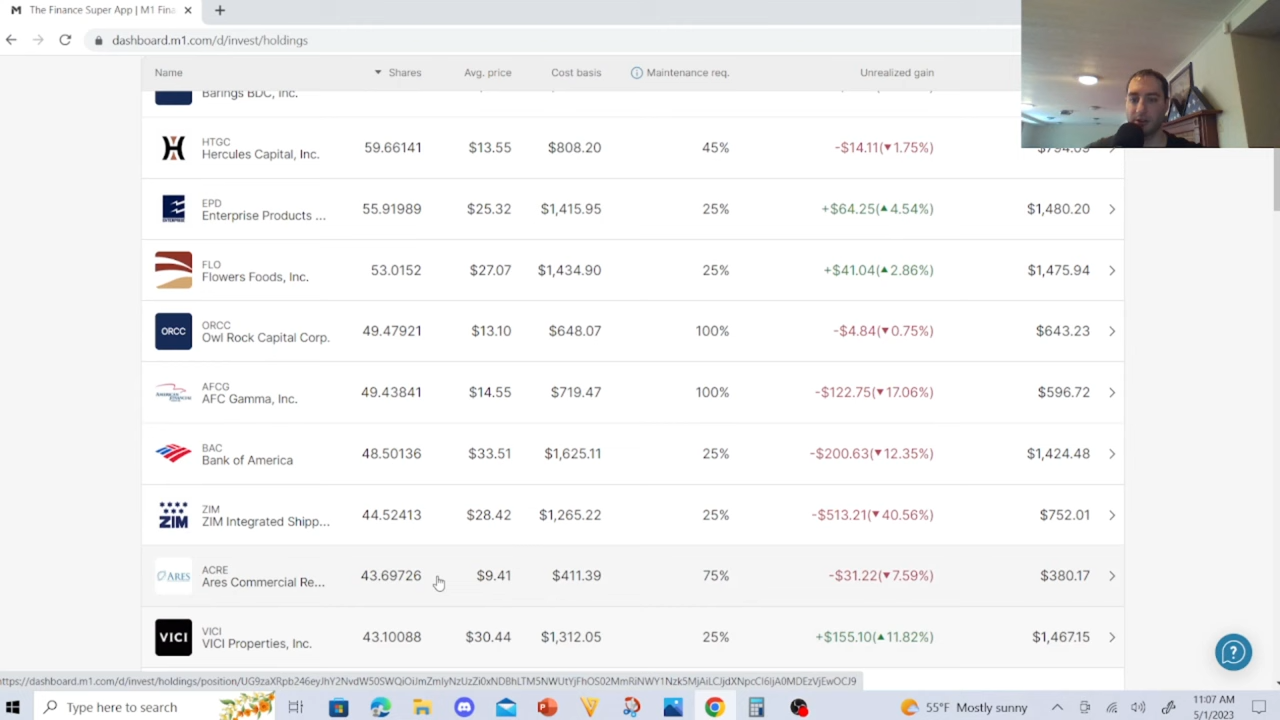 The Finance Super App | M1 Fina
dashboard.m1.com/d/invest/holdings
Name Shares Avg. price Cost basis Maintenance req. Unrealized gain
Barings BDC, Inc.
HTGC
Hercules Capital, Inc. 59.66141 $13.55 $808.20 45% -$14.11(▼1.75%) $794.09
EPD
Enterprise Products ... 55.91989 $25.32 $1,415.95 25% +$64.25(▲4.54%) $1,480.20
FLO
Flowers Foods, Inc. 53.0152 $27.07 $1,434.90 25% +$41.04(▲2.86%) $1,475.94
ORCC
ORCC
Owl Rock Capital Corp. 49.47921 $13.10 $648.07 100% -$4.84(▼0.75%) $643.23
AFCG
AFC Gamma, Inc. 49.43841 $14.55 $719.47 100% -$122.75(▼17.06%) $596.72
BAC
Bank of America 48.50136 $33.51 $1,625.11 25% -$200.63(▼12.35%) $1,424.48
ZIM
ZIM
ZIM Integrated Shipp... 44.52413 $28.42 $1,265.22 25% -$513.21(▼40.56%) $752.01
ARES
ACRE
Ares Commercial Re... 43.69726 $9.41 $411.39 75% -$31.22(▼7.59%) $380.17
VICI
VICI
VICI Properties, Inc. 43.10088 $30.44 $1,312.05 25% +$155.10(▲11.82%) $1,467.15
Type here to search 55°F Mostly sunny 11:07 AM
5/1/2023